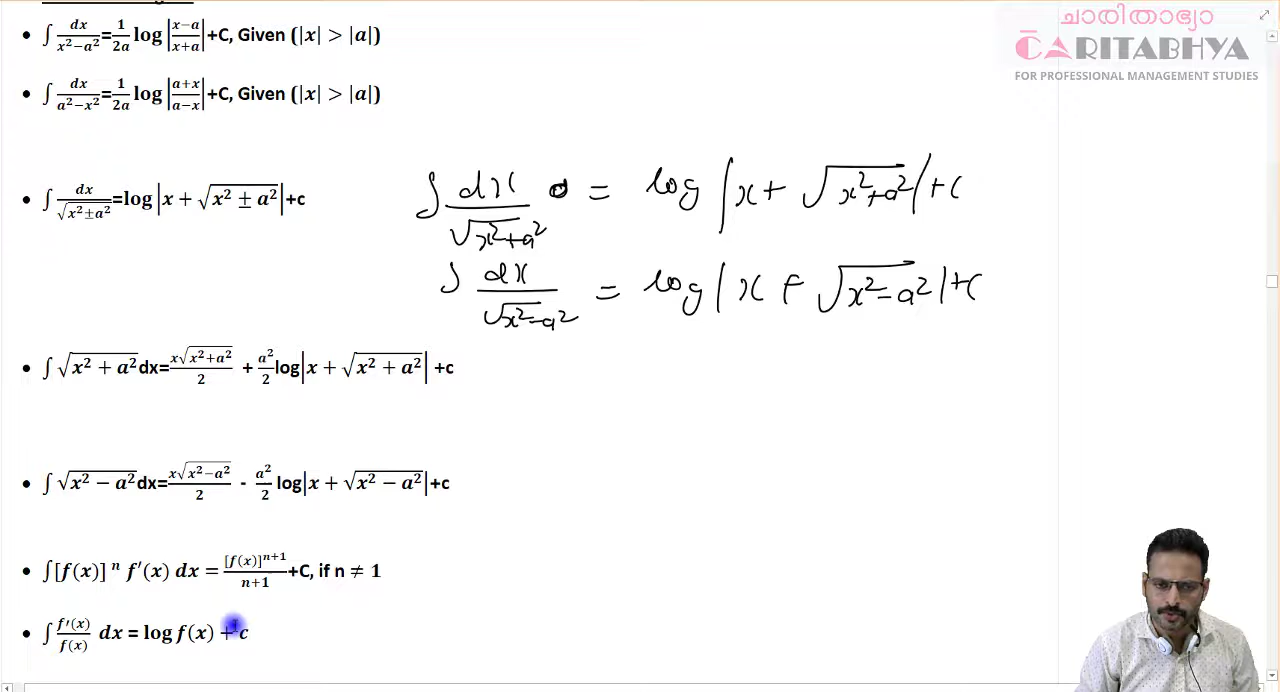 ചാരിതാഭ്യാ
CARITABHYA
FOR PROFESSIONAL MANAGEMENT STUDIES
• ∫ dx/(x²−a²)=1/2a log|x−a/x+a|+C, Given (|x| > |a|)
• ∫ dx/(a²−x²)=1/2a log|a+x/a−x|+C, Given (|x| > |a|)
• ∫ dx/√(x²±a²)=log|x + √(x² ± a²)|+c
∫ dx/√(x²+a²) = log |x + √(x²+a²)| + c
∫ dx/√(x²−a²) = log |x + √(x²−a²)| + c
• ∫√(x² + a²)dx=x√(x²+a²)/2 + a²/2 log|x + √(x² + a²)| +c
• ∫√(x² − a²)dx=x√(x²−a²)/2 - a²/2 log|x + √(x² − a²)|+c
• ∫[f(x)]ⁿ f′(x) dx = [f(x)]ⁿ⁺¹/n+1 +C, if n ≠ 1
• ∫ f′(x)/f(x) dx = log f(x) + c